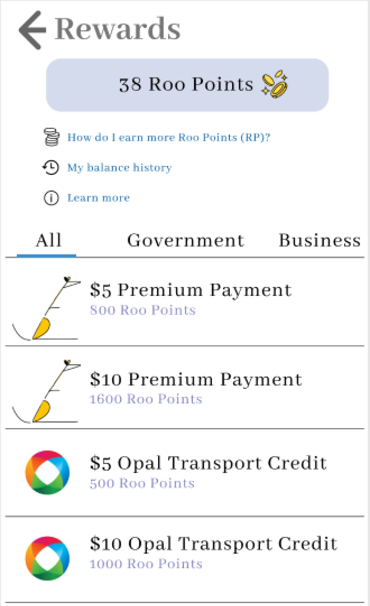 Rewards
38 Roo Points
How do I earn more Roo Points (RP)?
My balance history
Learn more
All Government Business
$5 Premium Payment
800 Roo Points
$10 Premium Payment
1600 Roo Points
$5 Opal Transport Credit
500 Roo Points
$10 Opal Transport Credit
1000 Roo Points